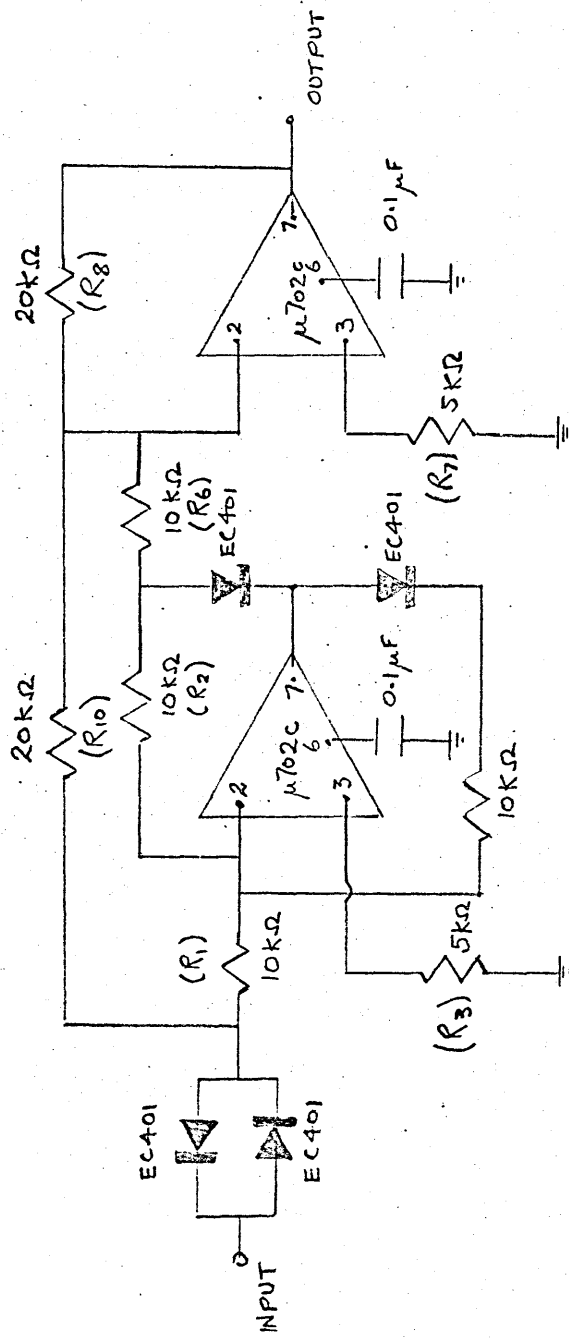 20KΩ
(R8)
20KΩ
(R10)
10KΩ
(R6)
10KΩ
(R2)
EC401
OUTPUT
7
μ702C
6
2
3
0.1μF
5KΩ
(R7)
EC401
(R1)
10KΩ
7
μ702C
6
2
3
0.1μF
10KΩ
5KΩ
(R3)
EC401
EC401
INPUT